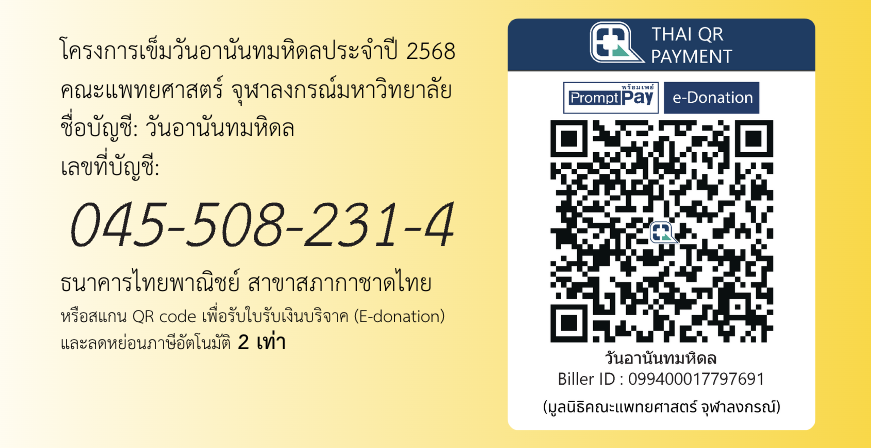 โครงการเข็มวันอานันทมหิดลประจำปี 2568
คณะแพทยศาสตร์ จุฬาลงกรณ์มหาวิทยาลัย
ชื่อบัญชี: วันอานันทมหิดล
เลขที่บัญชี:
045-508-231-4
ธนาคารไทยพาณิชย์ สาขาสภากาชาดไทย
หรือสแกน QR code เพื่อรับใบรับเงินบริจาค (E-donation)
และลดหย่อนภาษีอัตโนมัติ 2 เท่า
THAI QR
PAYMENT
พร้อมเพย์
PromptPay
e-Donation
วันอานันทมหิดล
Biller ID : 099400017797691
(มูลนิธิคณะแพทยศาสตร์ จุฬาลงกรณ์)